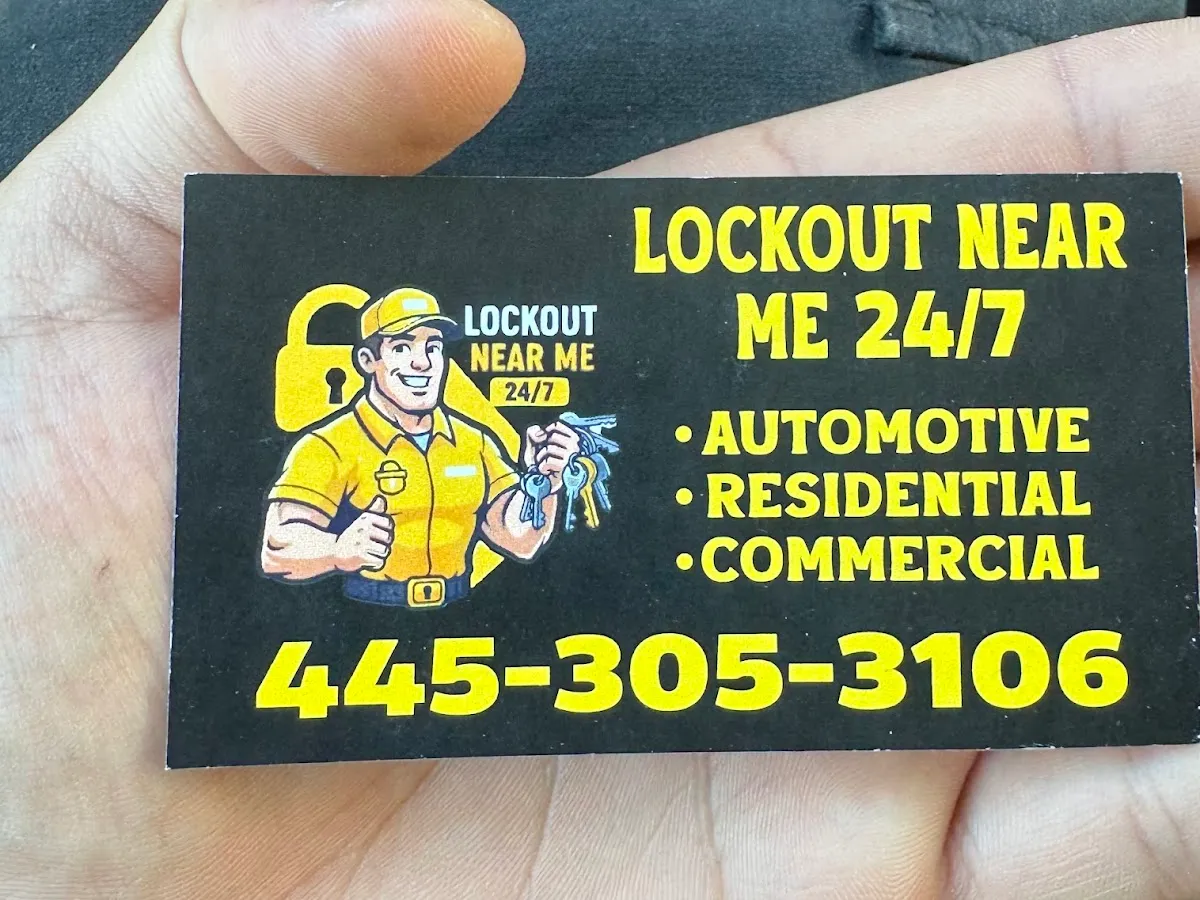 LOCKOUT
NEAR ME
24/7
LOCKOUT NEAR
ME 24/7
• AUTOMOTIVE
• RESIDENTIAL
• COMMERCIAL
445-305-3106